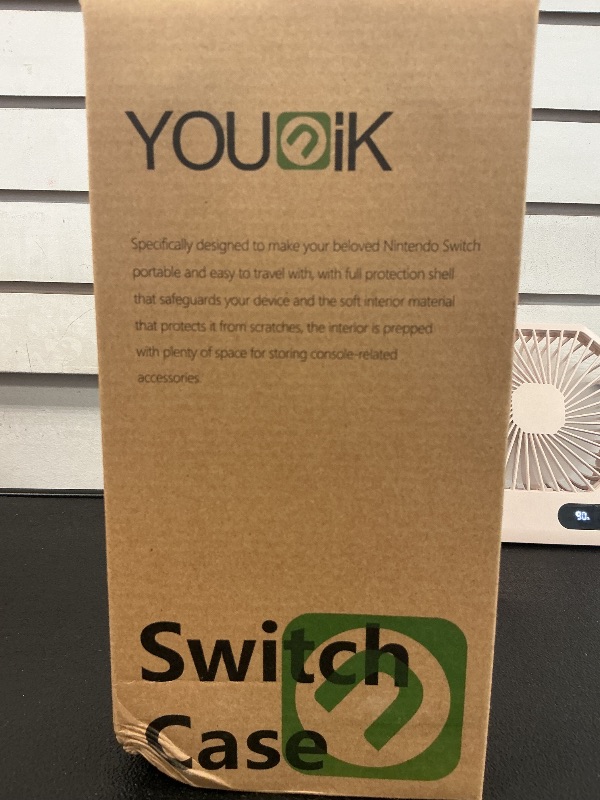 YOUniK
Specifically designed to make your beloved Nintendo Switch
portable and easy to travel with, with full protection shell
that safeguards your device and the soft interior material
that protects it from scratches, the interior is prepped
with plenty of space for storing console-related
accessories.
90%
Switch
Case